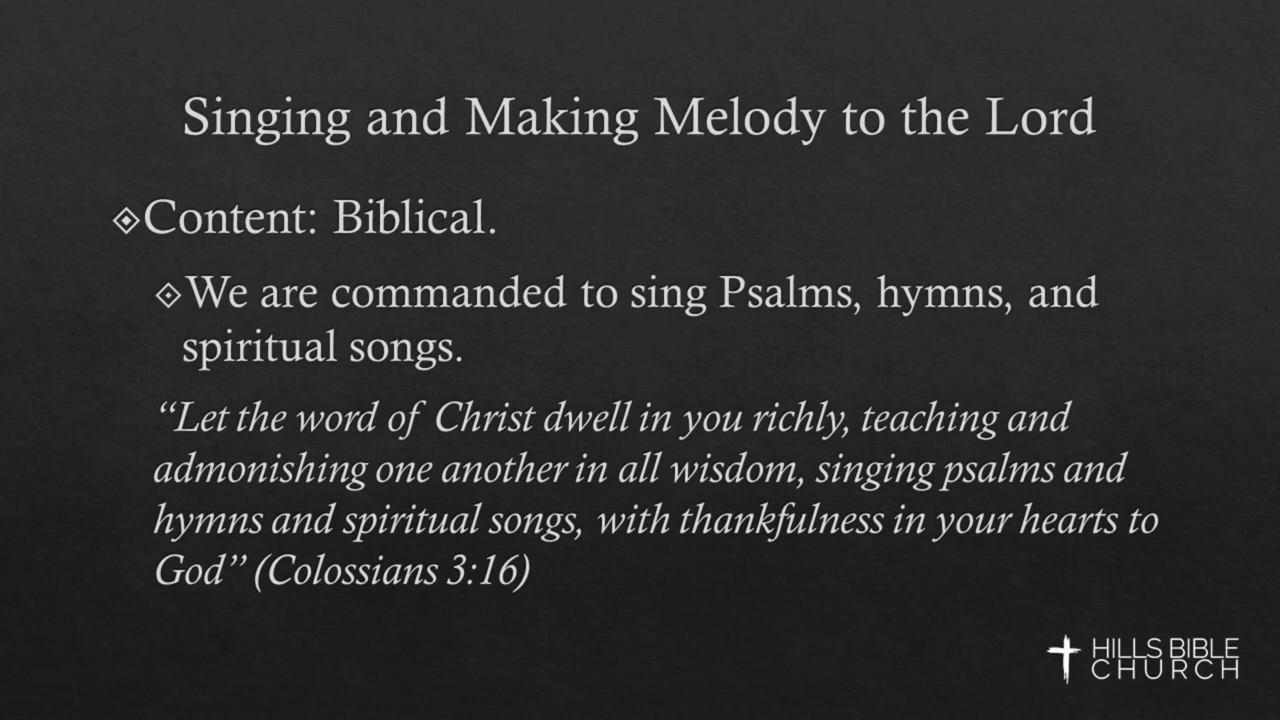 Singing and Making Melody to the Lord
Content: Biblical.
We are commanded to sing Psalms, hymns, and
spiritual songs.
“Let the word of Christ dwell in you richly, teaching and
admonishing one another in all wisdom, singing psalms and
hymns and spiritual songs, with thankfulness in your hearts to
God” (Colossians 3:16)
HILLS BIBLE
CHURCH